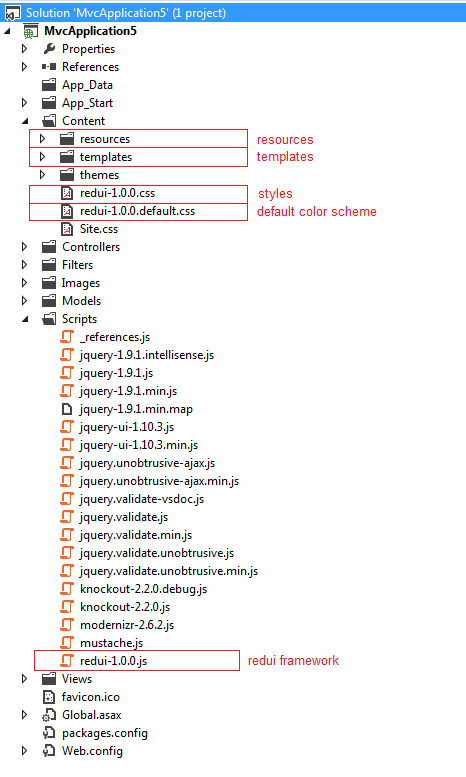 Solution 'MvcApplication5' (1 project)
MvcApplication5
Properties
References
App_Data
App_Start
Content
resources resources
templates templates
themes
redui-1.0.0.css styles
redui-1.0.0.default.css default color scheme
Site.css
Controllers
Filters
Images
Models
Scripts
_references.js
jquery-1.9.1.intellisense.js
jquery-1.9.1.js
jquery-1.9.1.min.js
jquery-1.9.1.min.map
jquery-ui-1.10.3.js
jquery-ui-1.10.3.min.js
jquery.unobtrusive-ajax.js
jquery.unobtrusive-ajax.min.js
jquery.validate-vsdoc.js
jquery.validate.js
jquery.validate.min.js
jquery.validate.unobtrusive.js
jquery.validate.unobtrusive.min.js
knockout-2.2.0.debug.js
knockout-2.2.0.js
modernizr-2.6.2.js
mustache.js
redui-1.0.0.js redui framework
Views
favicon.ico
Global.asax
packages.config
Web.config